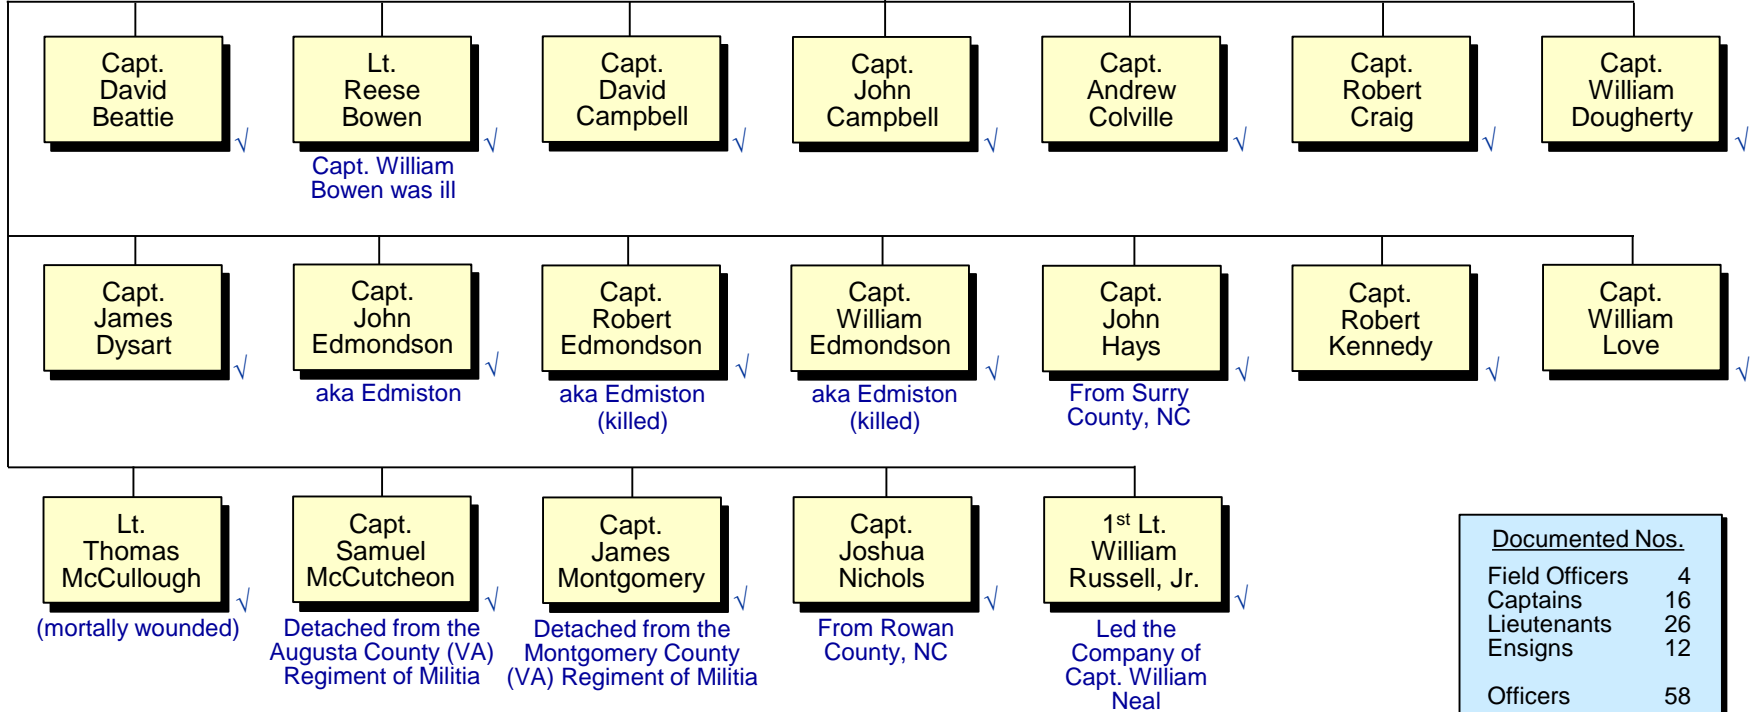 Capt.
David
Beattie
√
Lt.
Reese
Bowen
√
Capt. William
Bowen was ill
Capt.
David
Campbell
√
Capt.
John
Campbell
√
Capt.
Andrew
Colville
√
Capt.
Robert
Craig
√
Capt.
William
Dougherty
√
Capt.
James
Dysart
√
Capt.
John
Edmondson
√
aka Edmiston
Capt.
Robert
Edmondson
√
aka Edmiston
(killed)
Capt.
William
Edmondson
√
aka Edmiston
(killed)
Capt.
John
Hays
√
From Surry
County, NC
Capt.
Robert
Kennedy
√
Capt.
William
Love
√
Lt.
Thomas
McCullough
√
(mortally wounded)
Capt.
Samuel
McCutcheon
√
Detached from the
Augusta County (VA)
Regiment of Militia
Capt.
James
Montgomery
√
Detached from the
Montgomery County
(VA) Regiment of Militia
Capt.
Joshua
Nichols
√
From Rowan
County, NC
1st Lt.
William
Russell, Jr.
√
Led the
Company of
Capt. William
Neal
Documented Nos.
Field Officers 4
Captains 16
Lieutenants 26
Ensigns 12
Officers 58